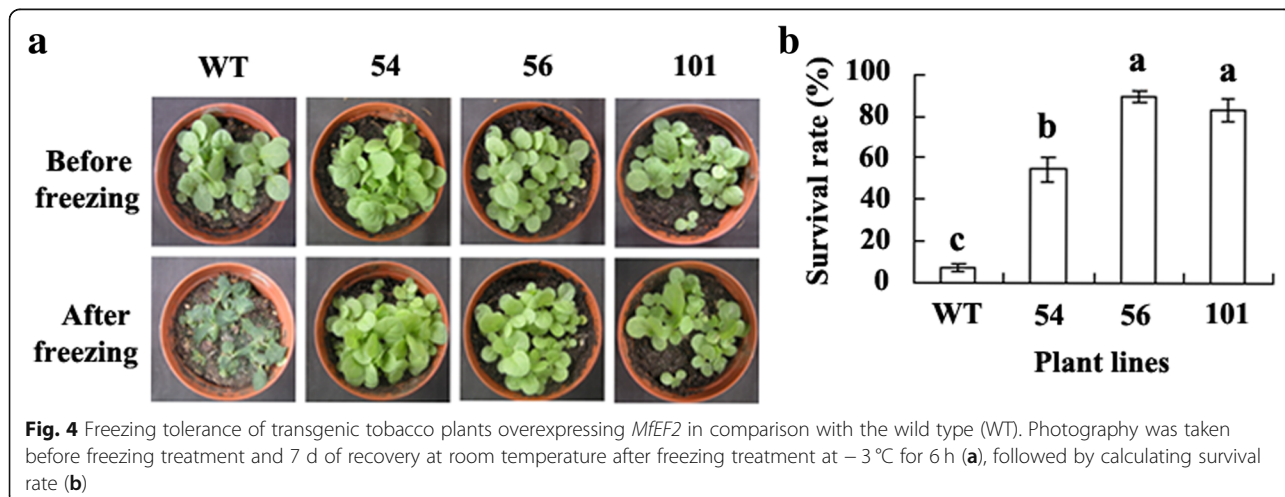 a
WT 54 56 101
Before
freezing
After
freezing
b
Survival rate (%)
100
80
60
40
20
0
c
b
a
a
WT 54 56 101
Plant lines
Fig. 4 Freezing tolerance of transgenic tobacco plants overexpressing MfEF2 in comparison with the wild type (WT). Photography was taken
before freezing treatment and 7 d of recovery at room temperature after freezing treatment at − 3 °C for 6 h (a), followed by calculating survival
rate (b)